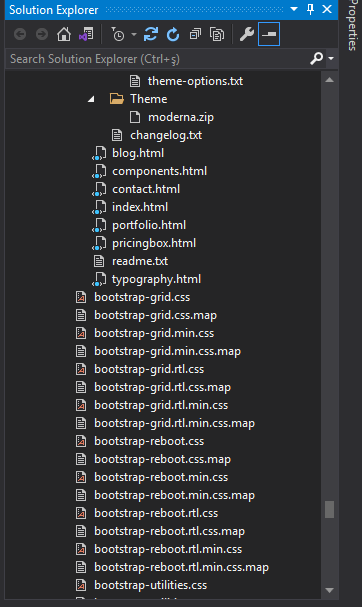 Solution Explorer
Properties
Search Solution Explorer (Ctrl+ş)
theme-options.txt
Theme
moderna.zip
changelog.txt
blog.html
components.html
contact.html
index.html
portfolio.html
pricingbox.html
readme.txt
typography.html
bootstrap-grid.css
bootstrap-grid.css.map
bootstrap-grid.min.css
bootstrap-grid.min.css.map
bootstrap-grid.rtl.css
bootstrap-grid.rtl.css.map
bootstrap-grid.rtl.min.css
bootstrap-grid.rtl.min.css.map
bootstrap-reboot.css
bootstrap-reboot.css.map
bootstrap-reboot.min.css
bootstrap-reboot.min.css.map
bootstrap-reboot.rtl.css
bootstrap-reboot.rtl.css.map
bootstrap-reboot.rtl.min.css
bootstrap-reboot.rtl.min.css.map
bootstrap-utilities.css